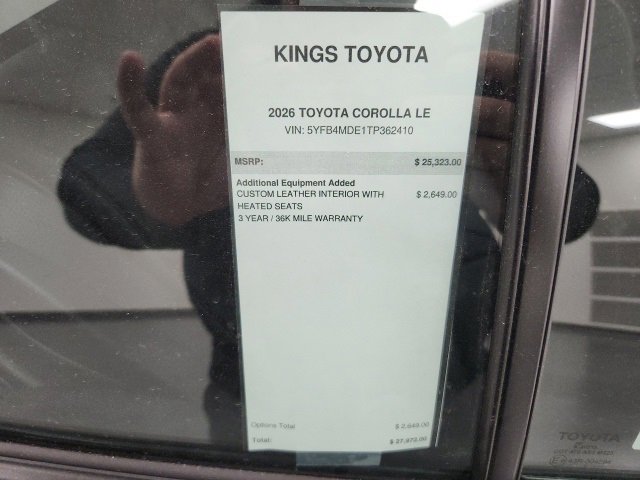 KINGS TOYOTA
2026 TOYOTA COROLLA LE
VIN: 5YFB4MDE1TP362410
MSRP: $ 25,323.00
Additional Equipment Added
CUSTOM LEATHER INTERIOR WITH $ 2,649.00
HEATED SEATS
3 YEAR / 36K MILE WARRANTY
Options Total $ 2,649.00
Total: $ 27,972.00
TOYOTA